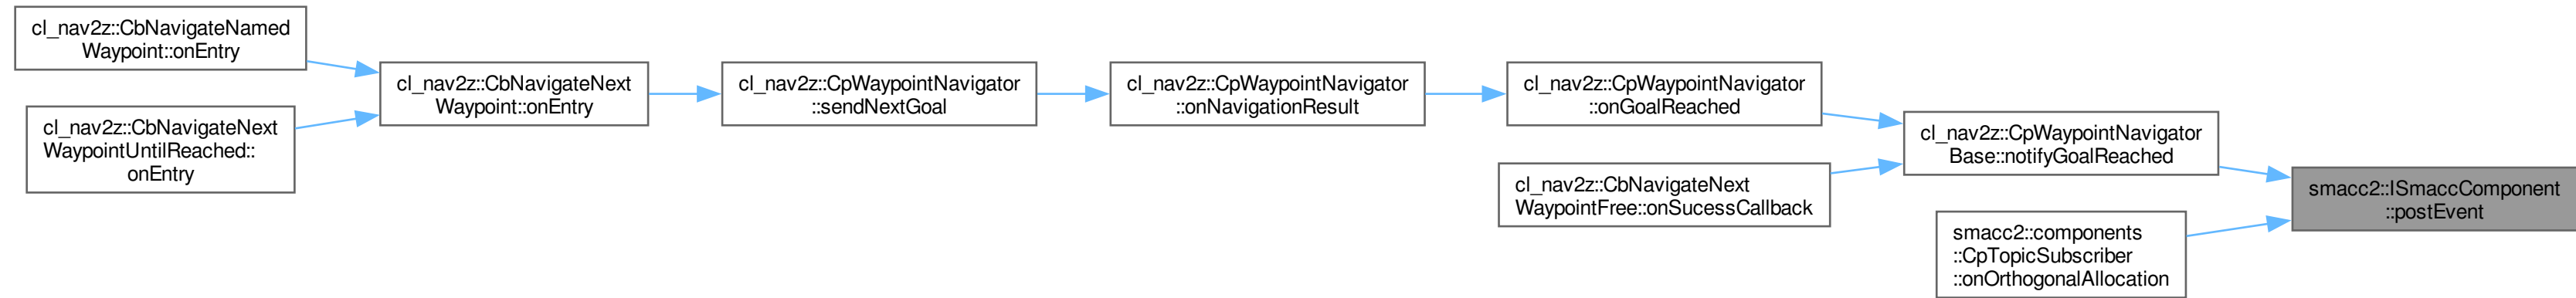 cl_nav2z::CbNavigateNamed
Waypoint::onEntry
cl_nav2z::CbNavigateNext
WaypointUntilReached::
onEntry
cl_nav2z::CbNavigateNext
Waypoint::onEntry
cl_nav2z::CpWaypointNavigator
::sendNextGoal
cl_nav2z::CpWaypointNavigator
::onNavigationResult
cl_nav2z::CpWaypointNavigator
::onGoalReached
cl_nav2z::CbNavigateNext
WaypointFree::onSucessCallback
cl_nav2z::CpWaypointNavigator
Base::notifyGoalReached
smacc2::components
::CpTopicSubscriber
::onOrthogonalAllocation
smacc2::ISmaccComponent
::postEvent